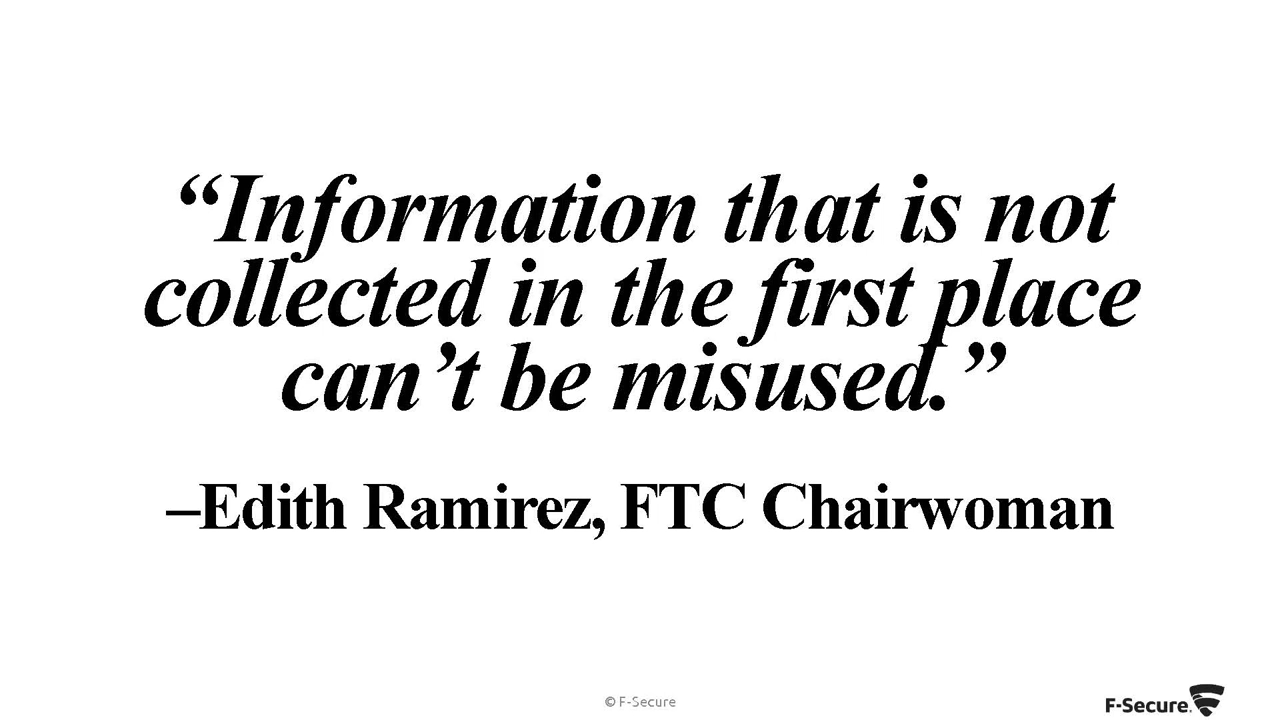 “Information that is not
collected in the first place
can’t be misused.”
–Edith Ramirez, FTC Chairwoman
© F-Secure
F-Secure.